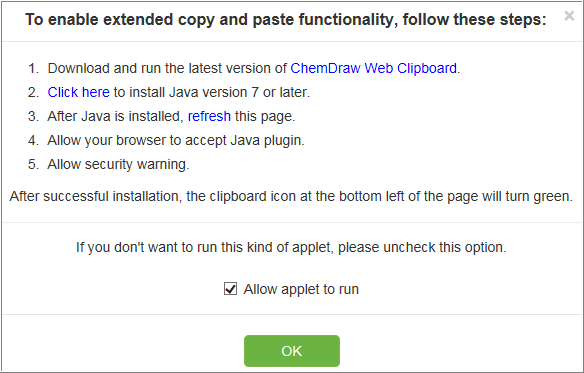 To enable extended copy and paste functionality, follow these steps:
1. Download and run the latest version of ChemDraw Web Clipboard.
2. Click here to install Java version 7 or later.
3. After Java is installed, refresh this page.
4. Allow your browser to accept Java plugin.
5. Allow security warning.
After successful installation, the clipboard icon at the bottom left of the page will turn green.
If you don't want to run this kind of applet, please uncheck this option.
Allow applet to run
OK